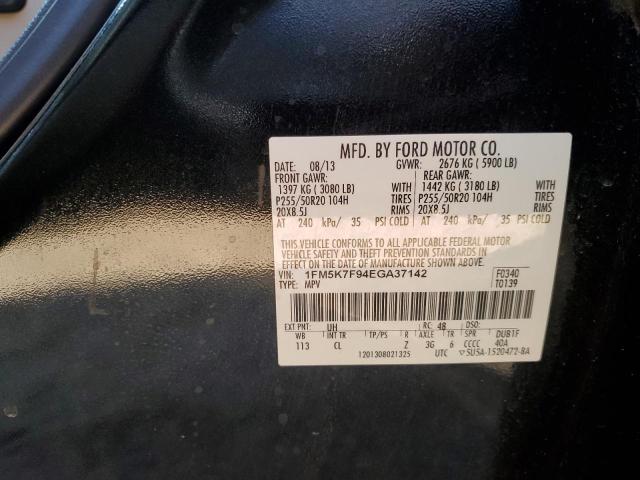 MFD. BY FORD MOTOR CO.
DATE: 08/13 GVWR: 2676 KG ( 5900 LB)
FRONT GAWR: REAR GAWR:
1397 KG ( 3080 LB) WITH 1442 KG ( 3180 LB) WITH
P255/50R20 104H TIRES P255/50R20 104H TIRES
20X8.5J RIMS 20X8.5J RIMS
AT 240 kPa/ 35 PSI COLD AT 240 kPa/ 35 PSI COLD
THIS VEHICLE CONFORMS TO ALL APPLICABLE FEDERAL MOTOR
VEHICLE SAFETY AND THEFT PREVENTION STANDARDS IN EFFECT ON
THE DATE OF MANUFACTURE SHOWN ABOVE.
VIN: 1FM5K7F94EGA37142 F0340
TYPE: MPV T0139
EXT PNT: UH RC: 48 DSO:
WB INT TR TP/PS R AXLE TR SPR DUB1F
113 CL Z 3G 6 CCCC 40A
1201308021325 UTC ▽5U5A-1520472-BA